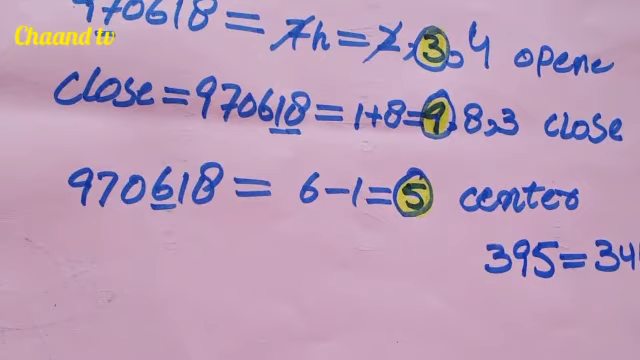 970618 = 7h = 2, 3, 4 opene
Chaand tv
Close = 970618 = 1+8=9, 8, 3 close
970618 = 6-1=5 center
395=34